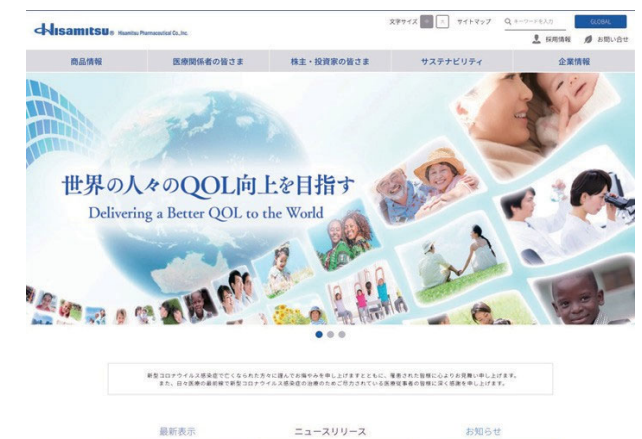 Hisamitsu® Hisamitsu Pharmaceutical Co., Inc.
文字サイズ A A サイトマップ キーワードを入力 GLOBAL
採用情報 お問い合せ
商品情報 医療関係者の皆さま 株主・投資家の皆さま サステナビリティ 企業情報
世界の人々のQOL向上を目指す
Delivering a Better QOL to the World
新型コロナウイルス感染症で亡くなられた方々に謹んでお悔やみを申し上げますとともに、罹患された皆様に心よりお見舞い申し上げます。
また、日々医療の最前線で新型コロナウイルス感染症の治療のためご尽力されている医療従事者の皆様に深く感謝を申し上げます。
最新表示 ニュースリリース お知らせ